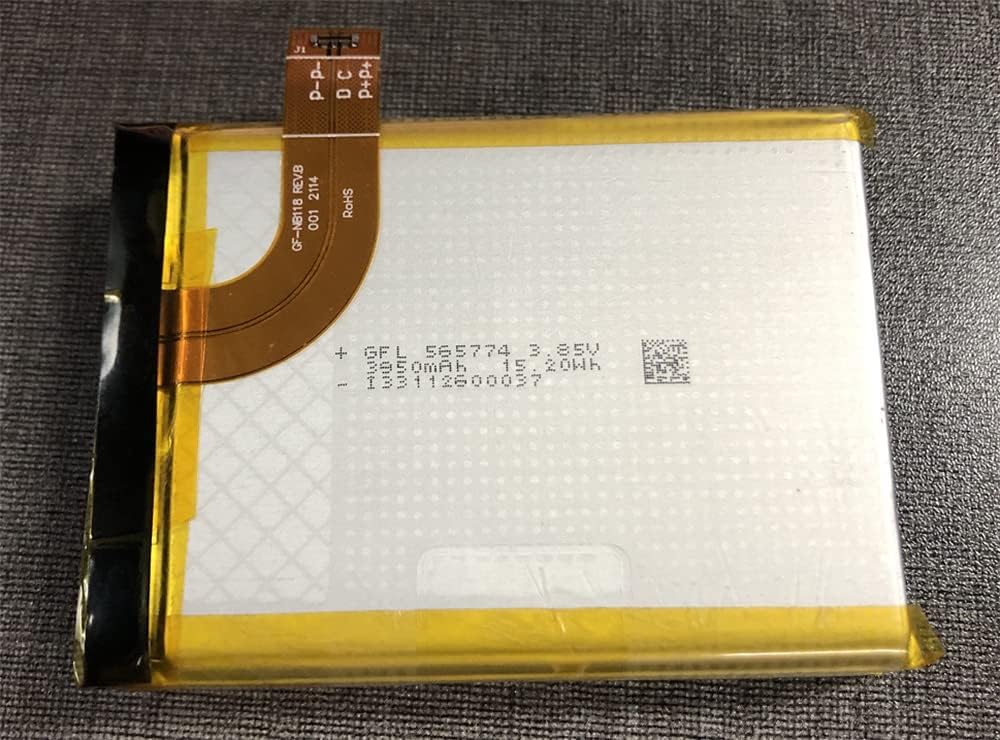 J1
P-P-
D C
P+P+
GF-NB118 REV.B
001 2114
RoHS
+ GFL 565774 3.85V
3950mAh 15.20Wh
- I33112600037